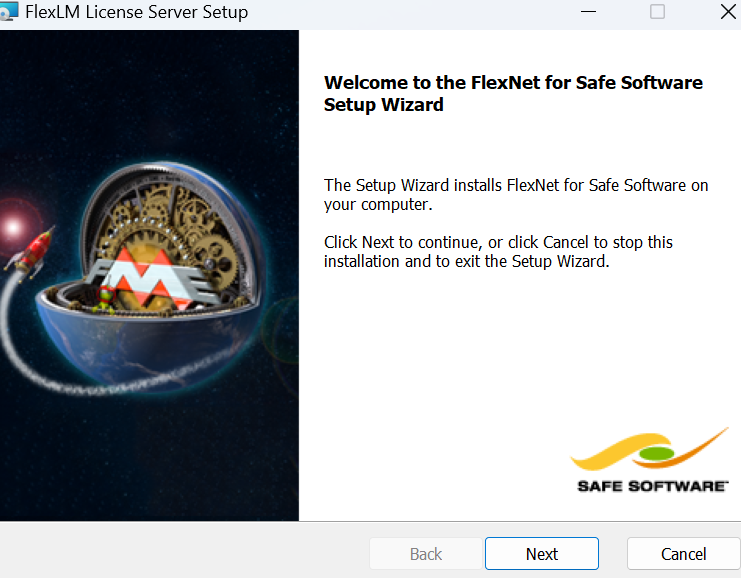 FlexLM License Server Setup
Welcome to the FlexNet for Safe Software
Setup Wizard
The Setup Wizard installs FlexNet for Safe Software on
your computer.
Click Next to continue, or click Cancel to stop this
installation and to exit the Setup Wizard.
FME
SAFE SOFTWARE™
Back
Next
Cancel